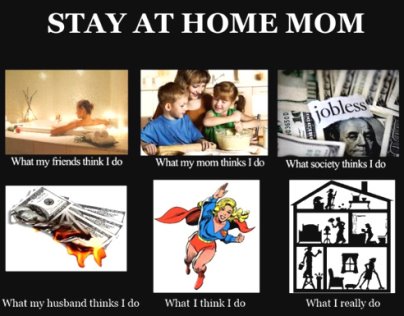 STAY AT HOME MOM
jobless
What my friends think I do
What my mom thinks I do
What society thinks I do
What my husband thinks I do
What I think I do
What I really do